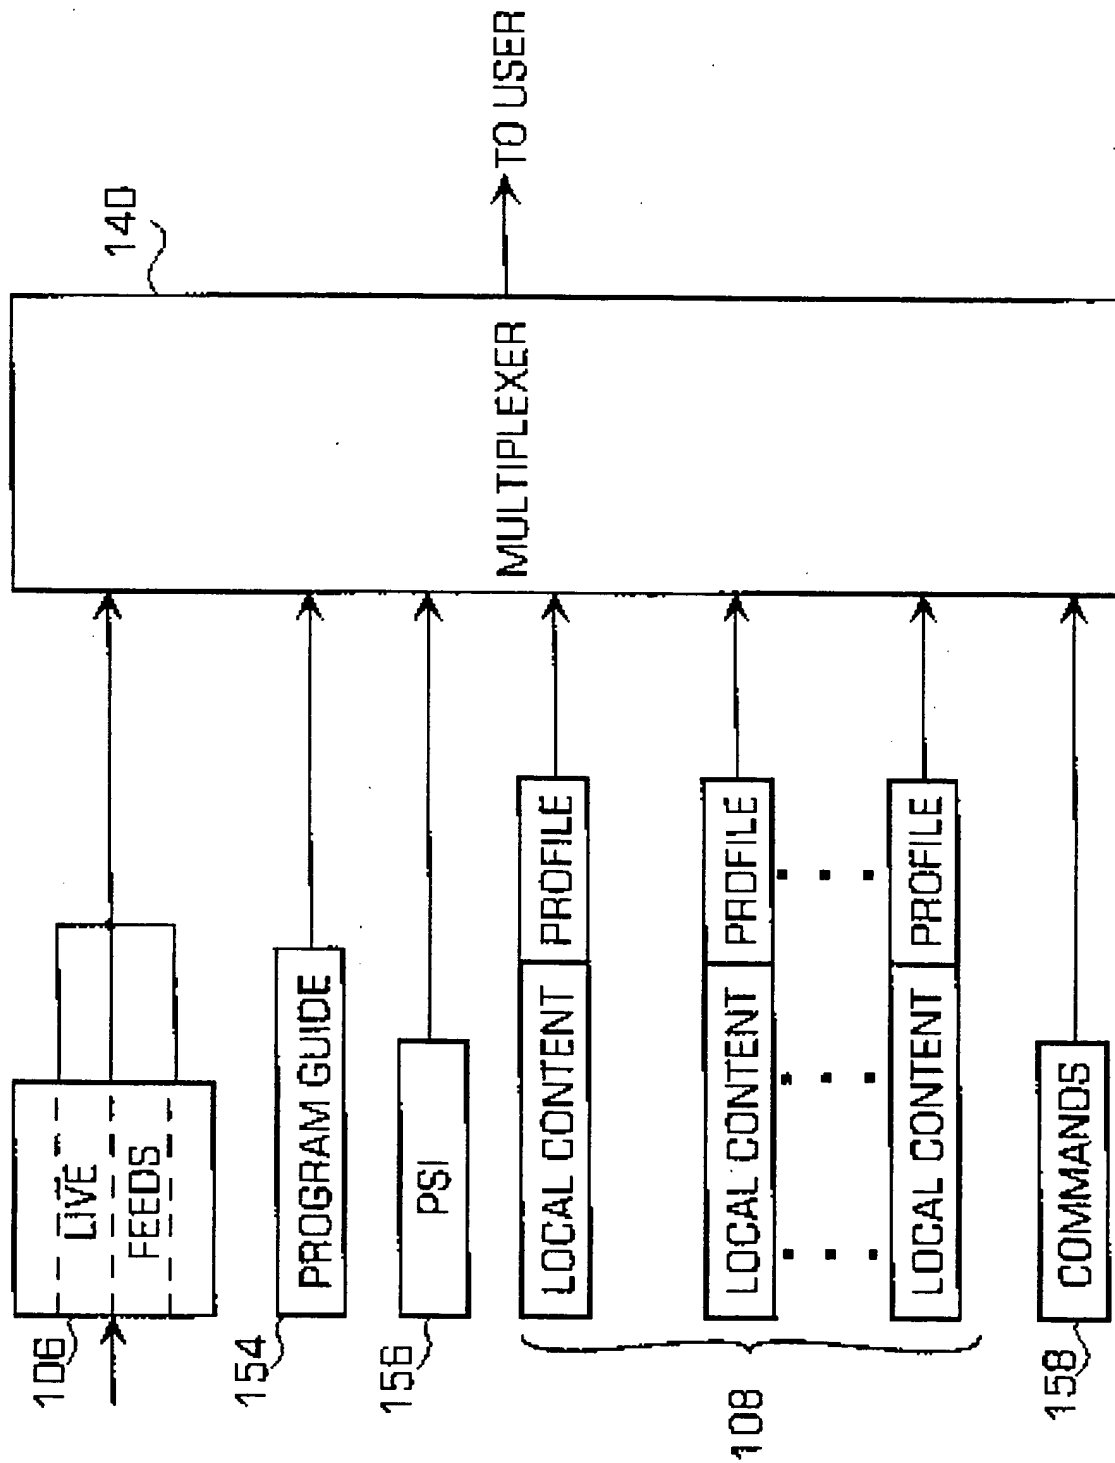 106
LIVE
FEEDS
154
PROGRAM GUIDE
156
PSI
108
LOCAL CONTENT PROFILE
LOCAL CONTENT PROFILE
LOCAL CONTENT PROFILE
158
COMMANDS
MULTIPLEXER
140
TO USER